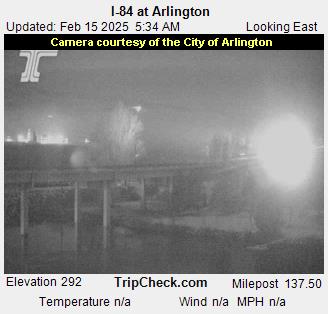 I-84 at Arlington
Updated: Feb 15 2025 5:34 AM Looking East
Camera courtesy of the City of Arlington
Elevation 292 TripCheck.com Milepost 137.50
Temperature n/a Wind n/a MPH n/a